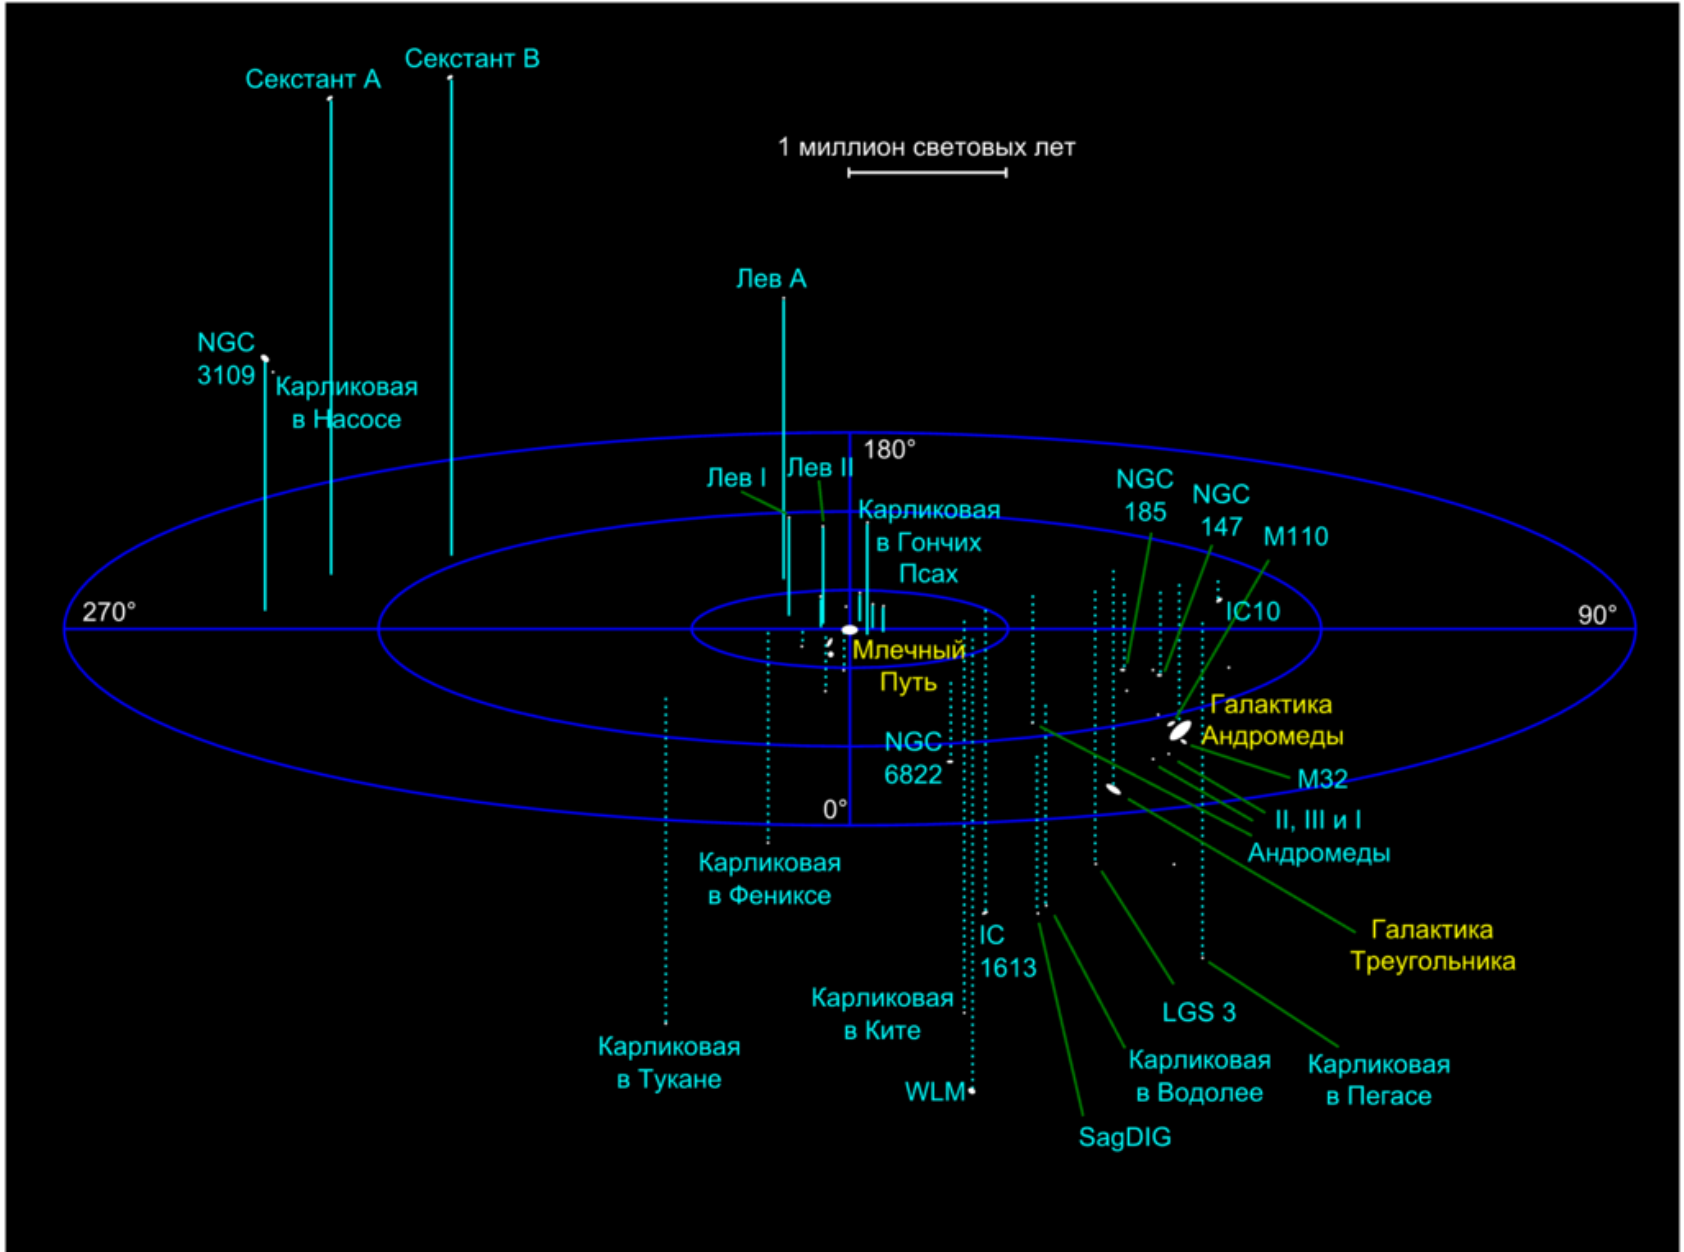 Секстант A
Секстант B
1 миллион световых лет
Лев A
NGC
3109
Карликовая
в Насосе
180°
Лев I
Лев II
Карликовая
в Гончих
Псах
NGC
185
NGC
147
M110
270°
IC10
90°
Млечный
Путь
Галактика
Андромеды
NGC
6822
M32
0°
II, III и I
Андромеды
Карликовая
в Фениксе
Галактика
Треугольника
IC
1613
Карликовая
в Ките
LGS 3
Карликовая
в Тукане
Карликовая
в Водолее
Карликовая
в Пегасе
WLM
SagDIG